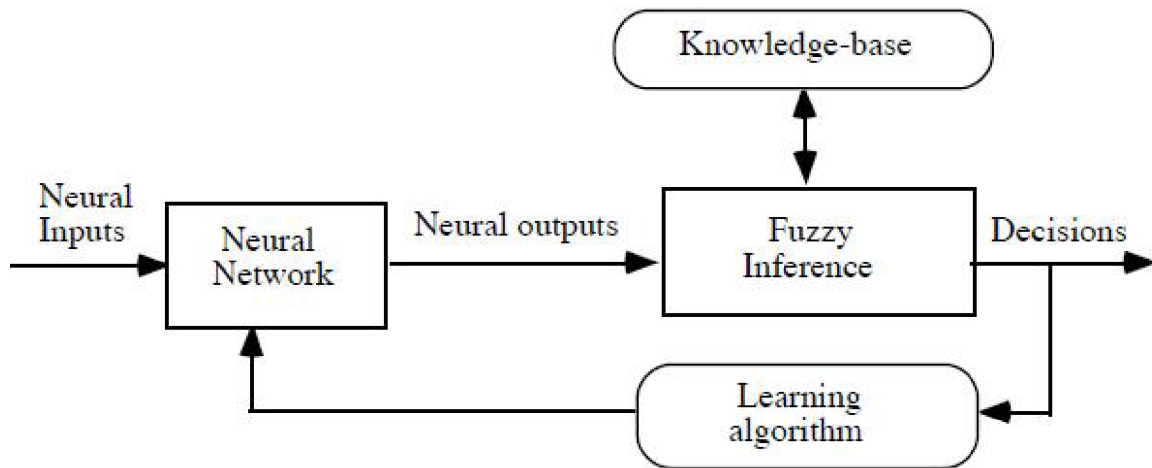 Knowledge-base
Neural
Inputs
Neural
Network
Neural outputs
Fuzzy
Inference
Decisions
Learning
algorithm